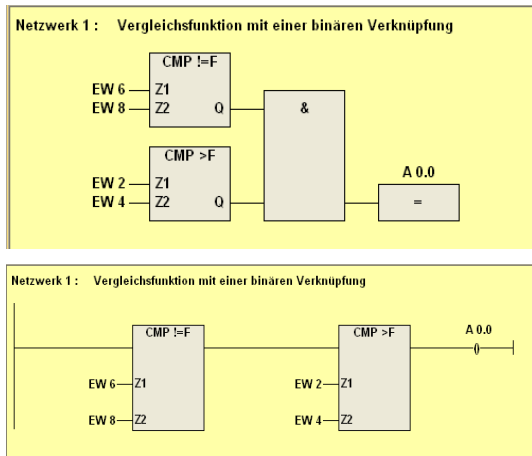 Netzwerk 1 : Vergleichsfunktion mit einer binären Verknüpfung
CMP !=F
EW 6 Z1
EW 8 Z2 Q &
CMP >F
EW 2 Z1 A 0.0
EW 4 Z2 Q =
Netzwerk 1 : Vergleichsfunktion mit einer binären Verknüpfung
CMP !=F CMP >F A 0.0
()
EW 6 Z1 EW 2 Z1
EW 8 Z2 EW 4 Z2